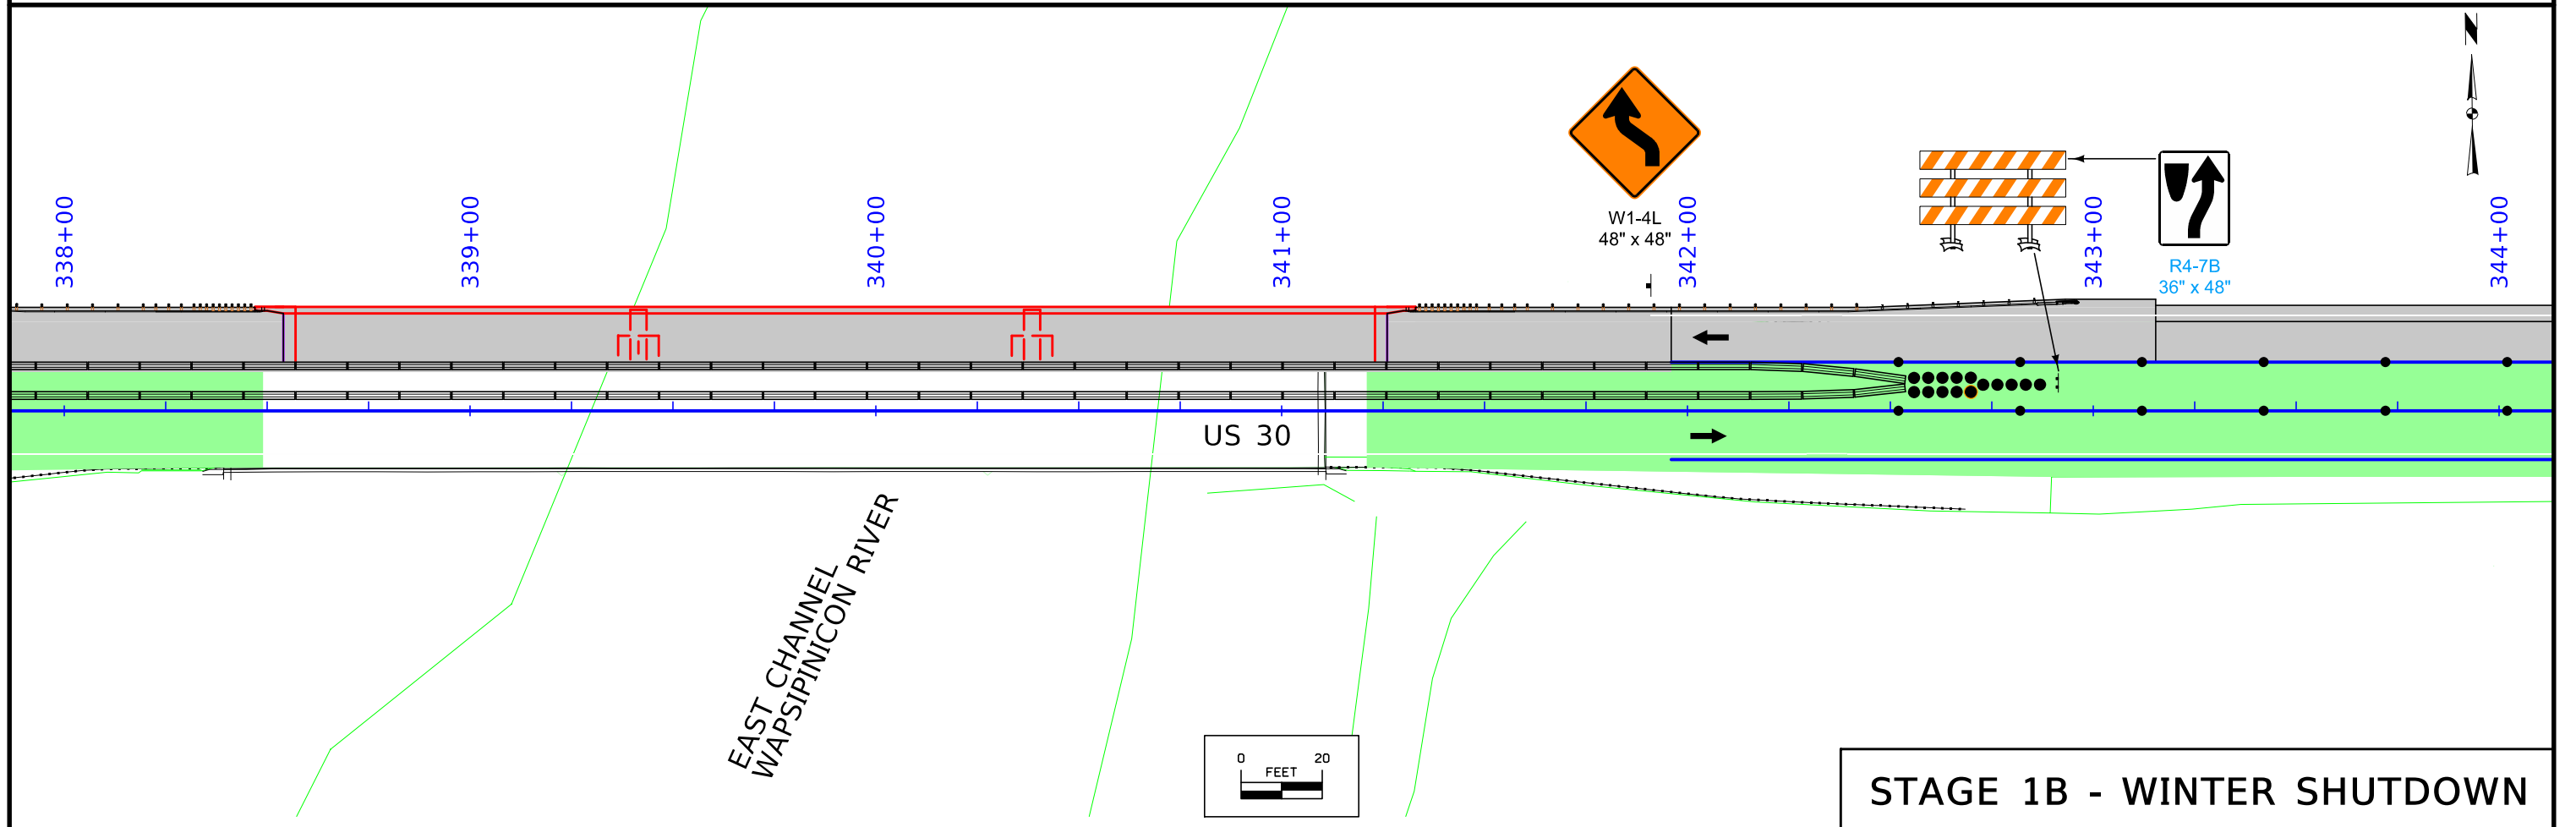 N
W1-4L
48" x 48"
R4-7B
36" x 48"
338+00
339+00
340+00
341+00
342+00
343+00
344+00
US 30
EAST CHANNEL
WAPSIPINICON RIVER
0 20
FEET
STAGE 1B - WINTER SHUTDOWN